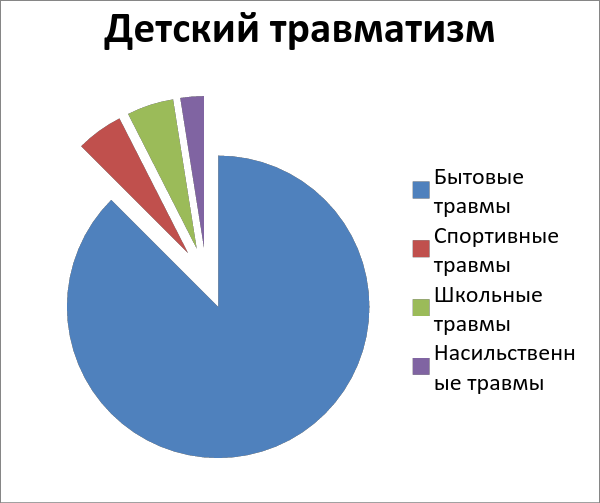 Детский травматизм
Бытовые
травмы
Спортивные
травмы
Школьные
травмы
Насильственн
ые травмы